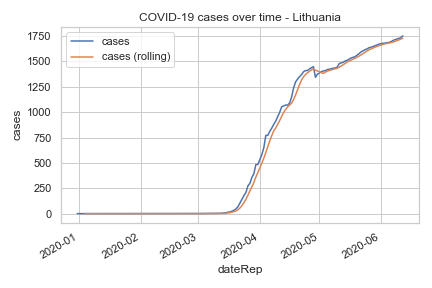 COVID-19 cases over time - Lithuania
cases
cases (rolling)
1750
1500
1250
1000
750
500
250
0
cases
2020-01
2020-02
2020-03
2020-04
2020-05
2020-06
dateRep